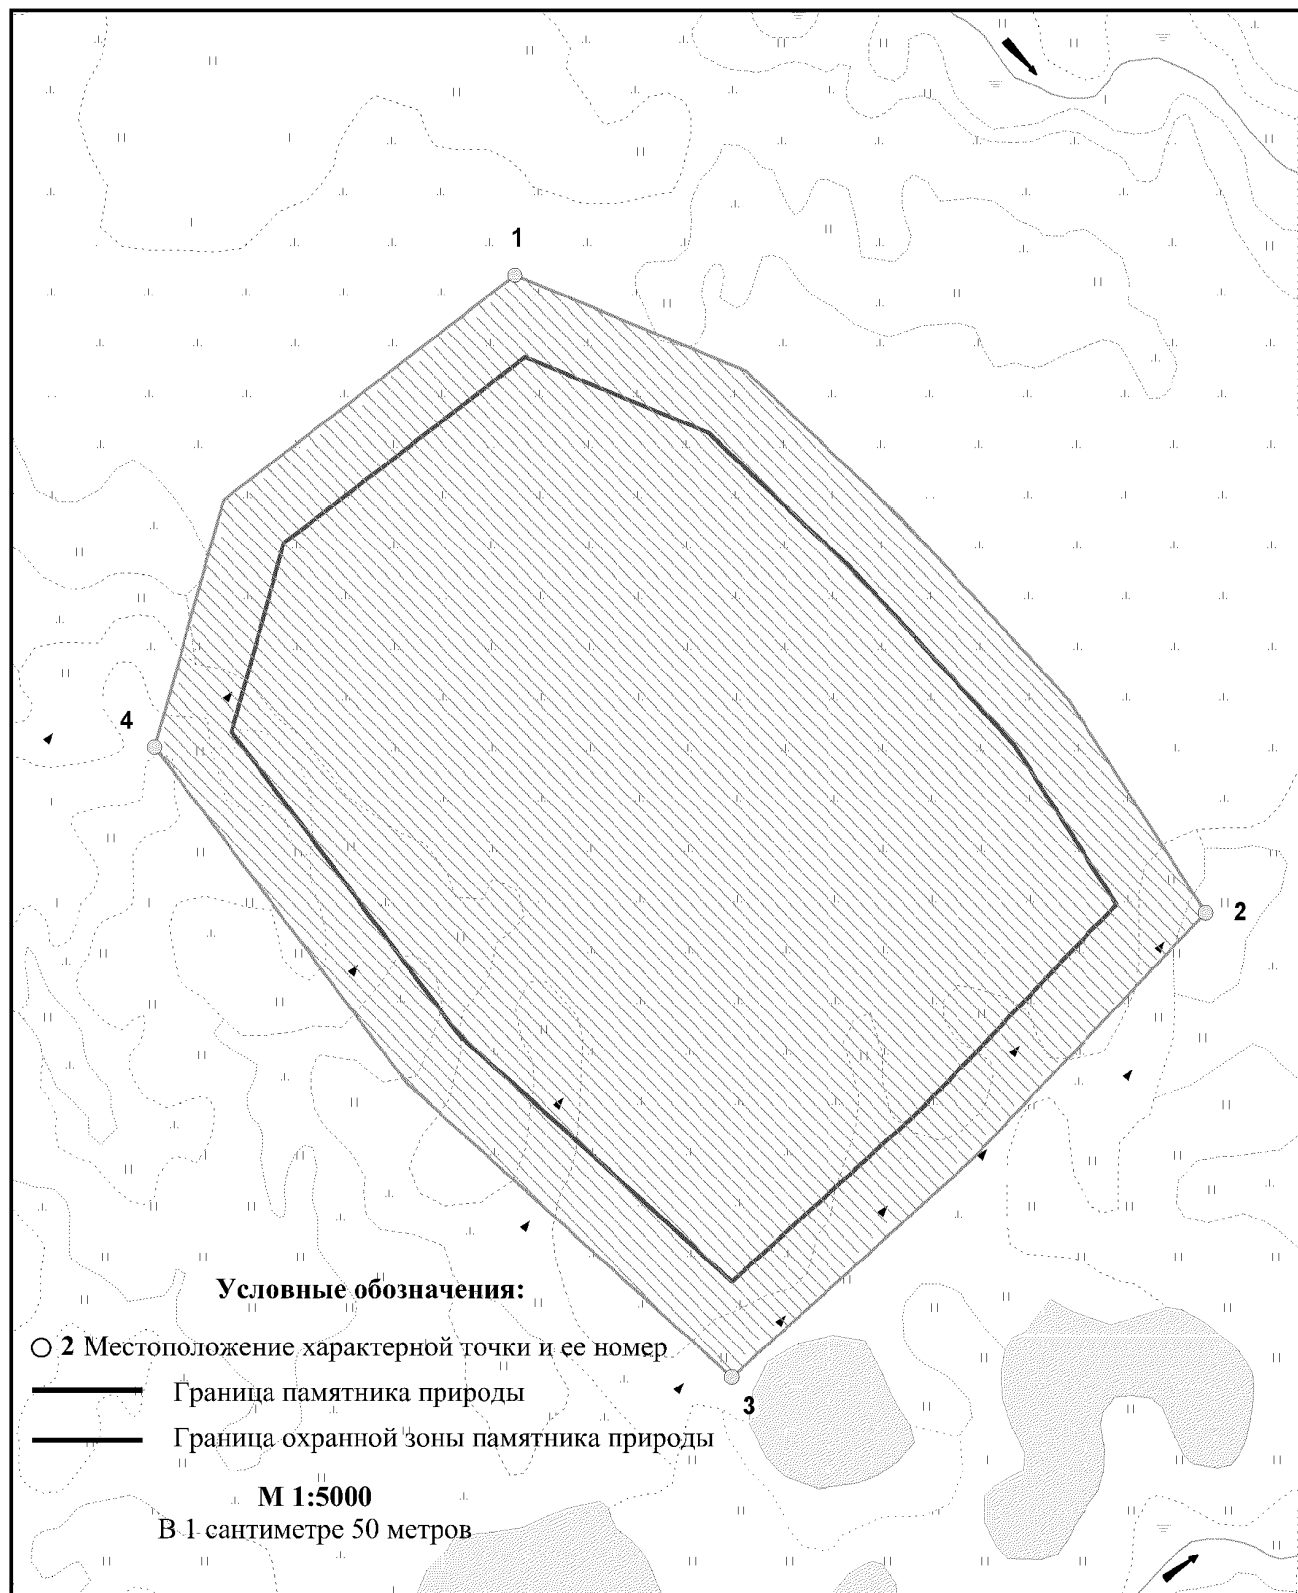 1
4
2
Условные обозначения:
2 Местоположение характерной точки и ее номер
3
Граница памятника природы
Граница охранной зоны памятника природы
М 1:5000
В 1 сантиметре 50 метров